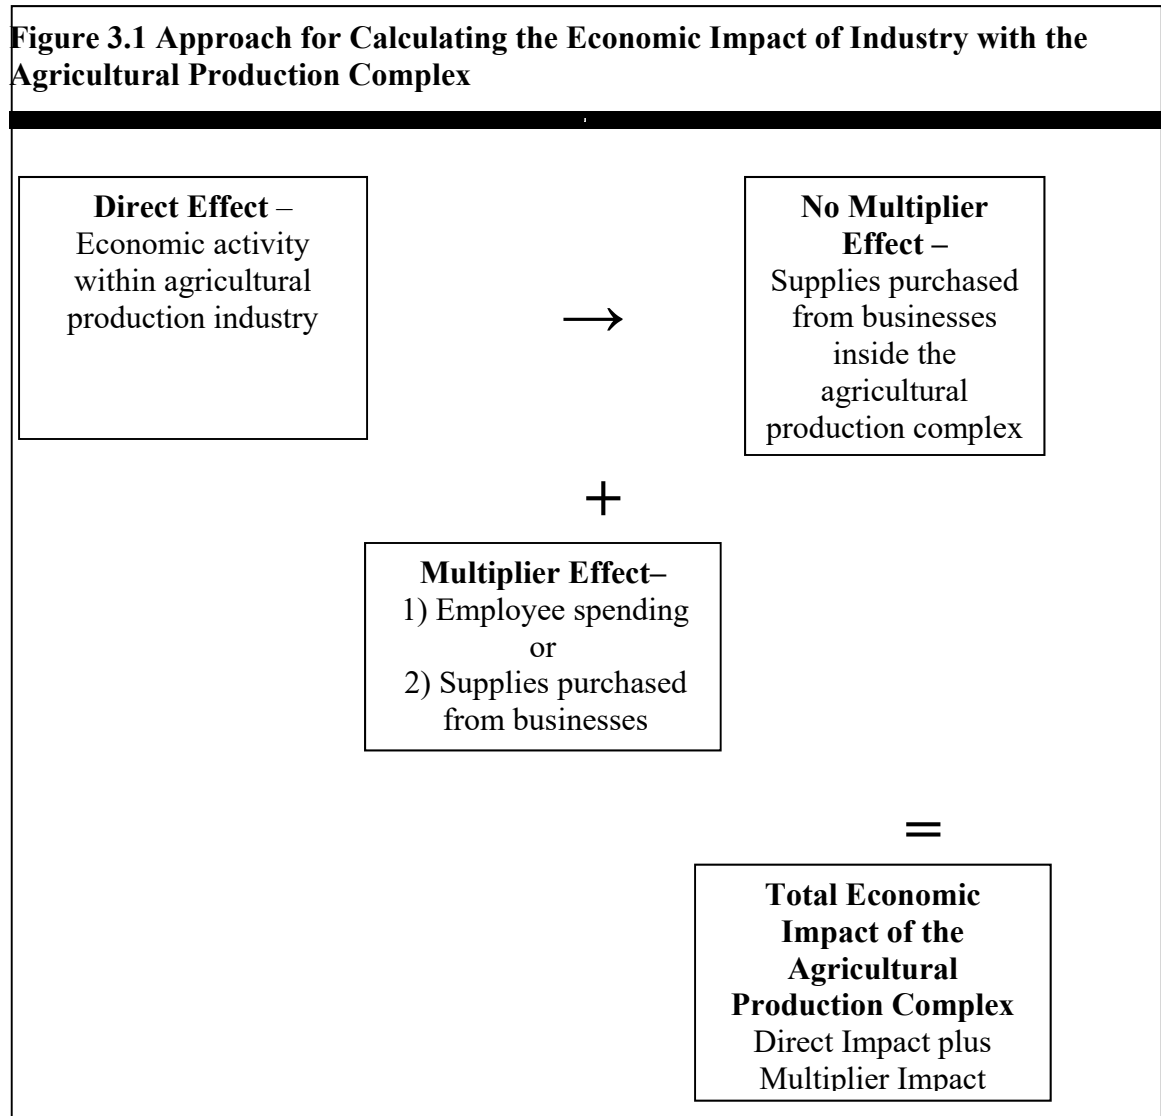 Figure 3.1 Approach for Calculating the Economic Impact of Industry with the
Agricultural Production Complex
Direct Effect –
Economic activity
within agricultural
production industry
→
No Multiplier
Effect –
Supplies purchased
from businesses
inside the
agricultural
production complex
+
Multiplier Effect–
1) Employee spending
or
2) Supplies purchased
from businesses
=
Total Economic
Impact of the
Agricultural
Production Complex
Direct Impact plus
Multiplier Impact